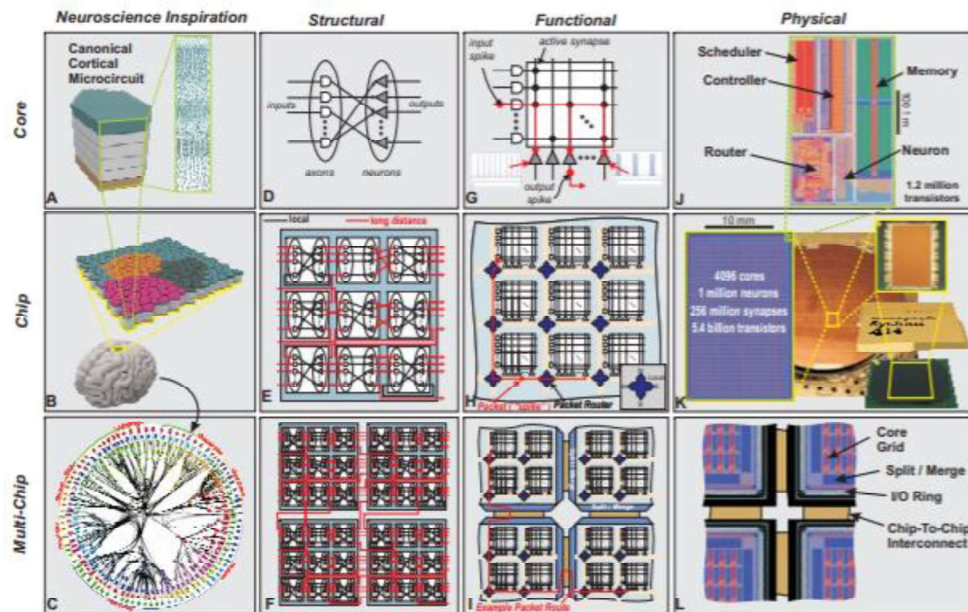 Neuroscience Inspiration
Structural
Functional
Physical
Core
Canonical
Cortical
Microcircuit
A
inputs
outputs
axons neurons
D
input
spike
active synapse
output
spike
G
Scheduler
Controller
Router
Memory
Neuron
1.2 million
transistors
J
Chip
B
local
long distance
E
Packet ( "spike" )
Packet Router
Local
H
10 mm
4096 cores
1 million neurons
256 million synapses
5.4 billion transistors
K
Multi-Chip
C
F
Split / Merge
Example Packet Route
I
Core
Grid
Split / Merge
I/O Ring
Chip-To-Chip
Interconnect
L